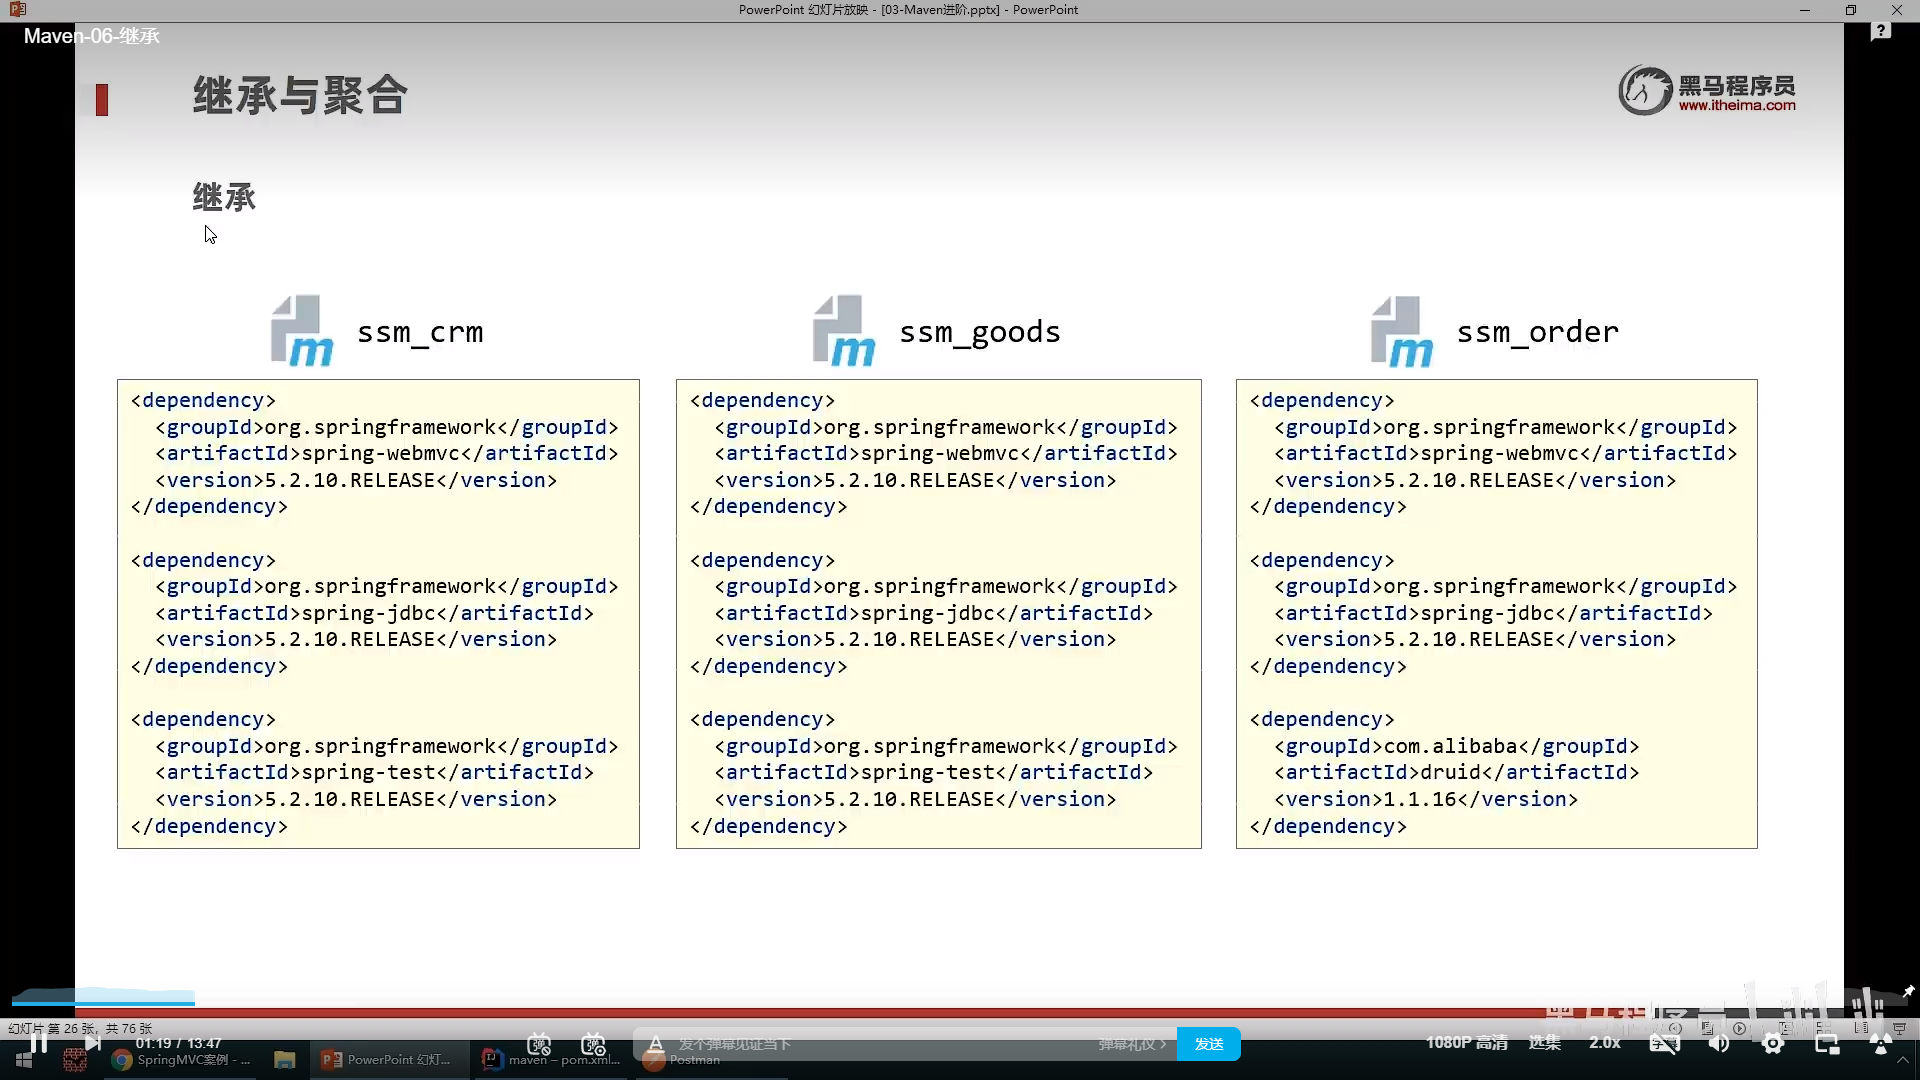 PowerPoint 幻灯片放映 - [03-Maven进阶.pptx] - PowerPoint
Maven-06-继承
继承与聚合
黑马程序员
www.itheima.com
继承
ssm_crm
<dependency>
<groupId>org.springframework</groupId>
<artifactId>spring-webmvc</artifactId>
<version>5.2.10.RELEASE</version>
</dependency>
<dependency>
<groupId>org.springframework</groupId>
<artifactId>spring-jdbc</artifactId>
<version>5.2.10.RELEASE</version>
</dependency>
<dependency>
<groupId>org.springframework</groupId>
<artifactId>spring-test</artifactId>
<version>5.2.10.RELEASE</version>
</dependency>
ssm_goods
<dependency>
<groupId>org.springframework</groupId>
<artifactId>spring-webmvc</artifactId>
<version>5.2.10.RELEASE</version>
</dependency>
<dependency>
<groupId>org.springframework</groupId>
<artifactId>spring-jdbc</artifactId>
<version>5.2.10.RELEASE</version>
</dependency>
<dependency>
<groupId>org.springframework</groupId>
<artifactId>spring-test</artifactId>
<version>5.2.10.RELEASE</version>
</dependency>
ssm_order
<dependency>
<groupId>org.springframework</groupId>
<artifactId>spring-webmvc</artifactId>
<version>5.2.10.RELEASE</version>
</dependency>
<dependency>
<groupId>org.springframework</groupId>
<artifactId>spring-jdbc</artifactId>
<version>5.2.10.RELEASE</version>
</dependency>
<dependency>
<groupId>com.alibaba</groupId>
<artifactId>druid</artifactId>
<version>1.1.16</version>
</dependency>
幻灯片 第 26 张，共 76 张
01:19 / 13:47
发个弹幕见证当下
弹幕礼仪 >
发送
1080P 高清
选集
2.0x
SpringMVC案例 - ...
PowerPoint 幻灯...
maven – pom.xml...
Postman